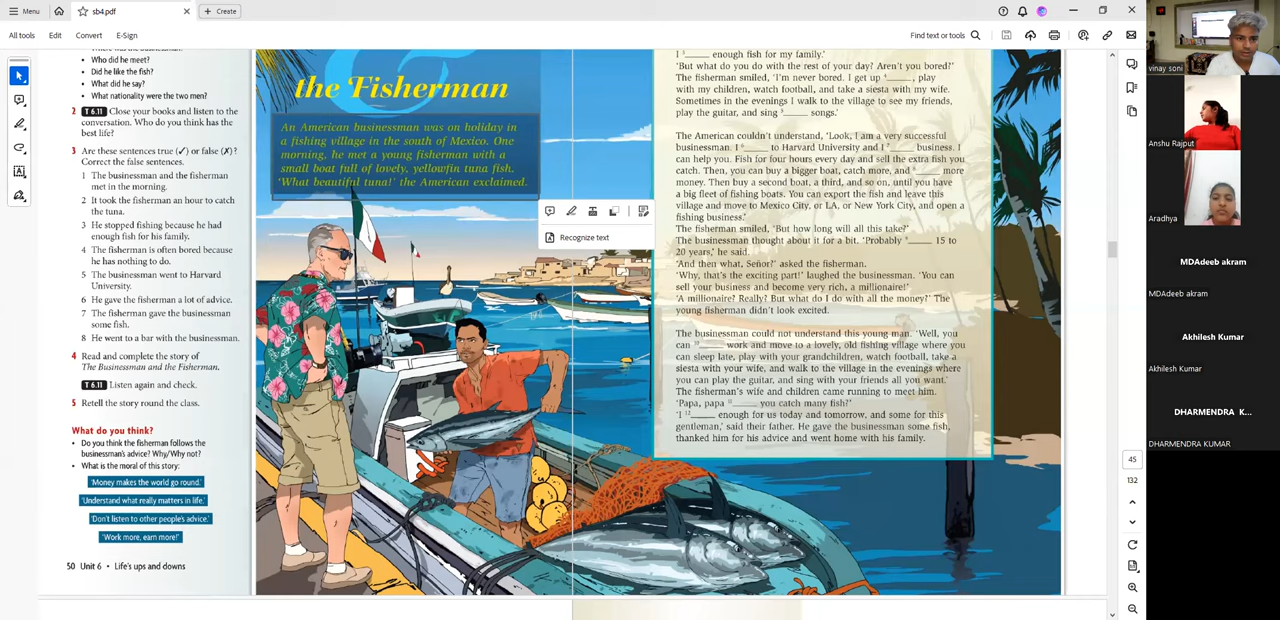 Menu
sb4.pdf
Create
All tools
Edit
Convert
E-Sign
Find text or tools
• Who did he meet?
• Did he like the fish?
• What did he say?
• What nationality were the two men?
2 T 6.11 Close your books and listen to the
conversation. Who do you think has the
best life?
3 Are these sentences true (✓) or false (✗)?
Correct the false sentences.
1 The businessman and the fisherman
met in the morning.
2 It took the fisherman an hour to catch
the tuna.
3 He stopped fishing because he had
enough fish for his family.
4 The fisherman is often bored because
he has nothing to do.
5 The businessman went to Harvard
University.
6 He gave the fisherman a lot of advice.
7 The fisherman gave the businessman
some fish.
8 He went to a bar with the businessman.
4 Read and complete the story of
The Businessman and the Fisherman.
T 6.11 Listen again and check.
5 Retell the story round the class.
What do you think?
• Do you think the fisherman follows the
businessman's advice? Why/Why not?
• What is the moral of this story:
'Money makes the world go round.'
'Understand what really matters in life.'
'Don't listen to other people's advice.'
'Work more, earn more!'
50 Unit 6 • Life's ups and downs
the Fisherman
An American businessman was on holiday in
a fishing village in the south of Mexico. One
morning, he met a young fisherman with a
small boat full of lovely, yellowfin tuna fish.
'What beautiful tuna!' the American exclaimed.
Recognize text
I 3_____ enough fish for my family.'
'But what do you do with the rest of your day? Aren't you bored?'
The fisherman smiled, 'I'm never bored. I get up 4_____, play
with my children, watch football, and take a siesta with my wife.
Sometimes in the evenings I walk to the village to see my friends,
play the guitar, and sing 5_____ songs.'
The American couldn't understand, 'Look, I am a very successful
businessman. I 6_____ to Harvard University and I 7_____ business. I
can help you. Fish for four hours every day and sell the extra fish you
catch. Then, you can buy a bigger boat, catch more, and 8_____ more
money. Then buy a second boat, a third, and so on, until you have
a big fleet of fishing boats. You can export the fish and leave this
village and move to Mexico City, or LA, or New York City, and open a
fishing business.'
The fisherman smiled, 'But how long will all this take?'
The businessman thought about it for a bit. 'Probably 9_____ 15 to
20 years,' he said.
'And then what, Señor?' asked the fisherman.
'Why, that's the exciting part!' laughed the businessman. 'You can
sell your business and become very rich, a millionaire!'
'A millionaire? Really? But what do I do with all the money?' The
young fisherman didn't look excited.
The businessman could not understand this young man. 'Well, you
can 10_____ work and move to a lovely, old fishing village where you
can sleep late, play with your grandchildren, watch football, take a
siesta with your wife, and walk to the village in the evenings where
you can play the guitar, and sing with your friends all you want.'
The fisherman's wife and children came running to meet him.
'Papa, papa 11_____ you catch many fish?'
'I 12_____ enough for us today and tomorrow, and some for this
gentleman,' said their father. He gave the businessman some fish,
thanked him for his advice and went home with his family.
45
132
vinay soni
Anshu Rajput
Aradhya
MDAdeeb akram
MDAdeeb akram
Akhilesh Kumar
Akhilesh Kumar
DHARMENDRA K...
DHARMENDRA KUMAR